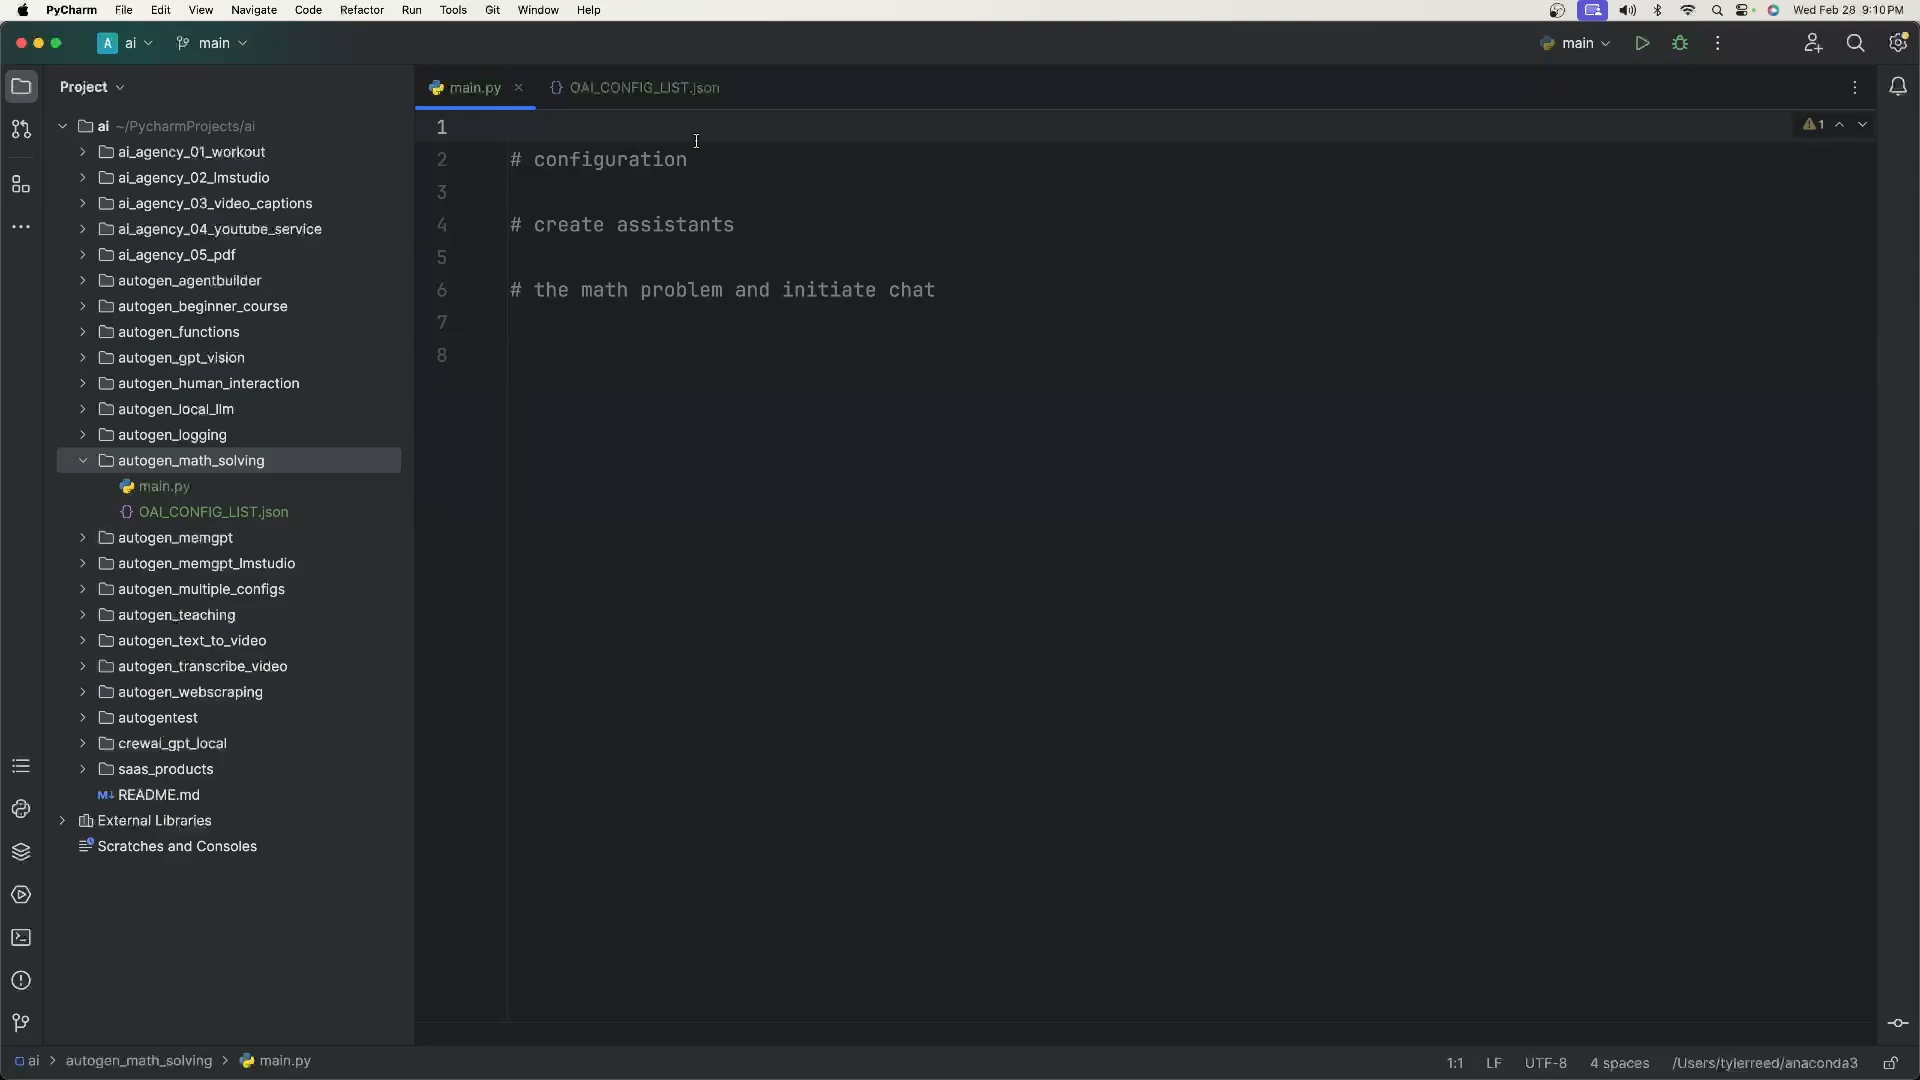 PyCharm File Edit View Navigate Code Refactor Run Tools Git Window Help Wed Feb 28 9:10 PM
A ai main main
Project
main.py OAI_CONFIG_LIST.json
ai ~/PycharmProjects/ai
ai_agency_01_workout
ai_agency_02_lmstudio
ai_agency_03_video_captions
ai_agency_04_youtube_service
ai_agency_05_pdf
autogen_agentbuilder
autogen_beginner_course
autogen_functions
autogen_gpt_vision
autogen_human_interaction
autogen_local_llm
autogen_logging
autogen_math_solving
main.py
OAI_CONFIG_LIST.json
autogen_memgpt
autogen_memgpt_lmstudio
autogen_multiple_configs
autogen_teaching
autogen_text_to_video
autogen_transcribe_video
autogen_webscraping
autogentest
crewai_gpt_local
saas_products
M↓ README.md
External Libraries
Scratches and Consoles
1
2 # configuration
3
4 # create assistants
5
6 # the math problem and initiate chat
7
8
1
ai > autogen_math_solving > main.py
1:1 LF UTF-8 4 spaces /Users/tylerreed/anaconda3